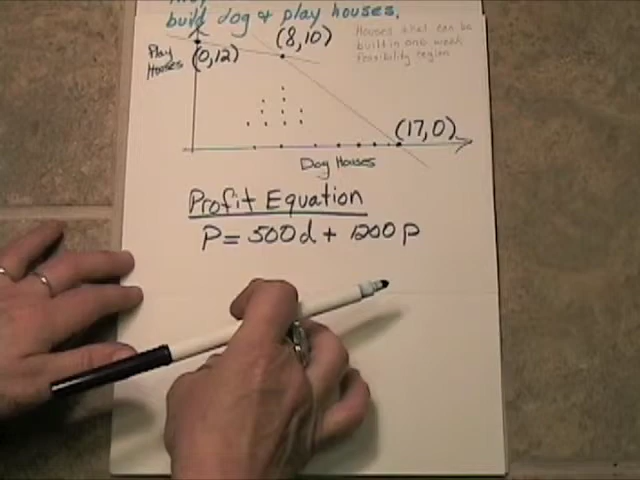 build dog & play houses.
Houses that can be
built in one week
feasibility region
Play
Houses
(0,12)
(8,10)
(17,0)
Dog Houses
Profit Equation
P = 500d + 1200p